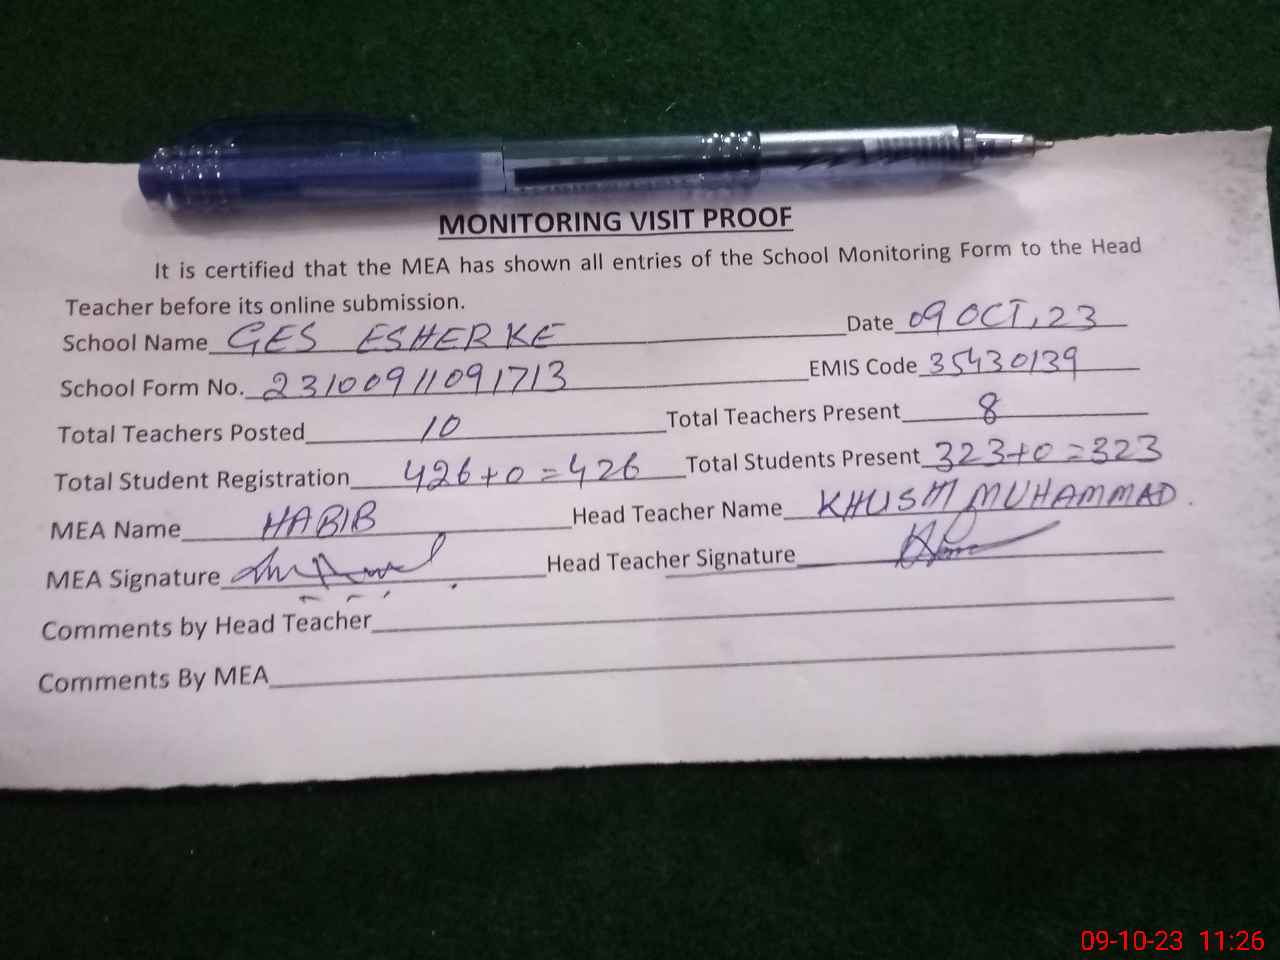 MONITORING VISIT PROOF
It is certified that the MEA has shown all entries of the School Monitoring Form to the Head
Teacher before its online submission.
School Name GES ESHERKE Date 09 OCT, 23
School Form No. 23100911091713 EMIS Code 35430139
Total Teachers Posted 10 Total Teachers Present 8
Total Student Registration 426+0=426 Total Students Present 323+0=323
MEA Name HABIB Head Teacher Name KHUSHI MUHAMMAD.
MEA Signature Head Teacher Signature
Comments by Head Teacher
Comments By MEA
09-10-23 11:26